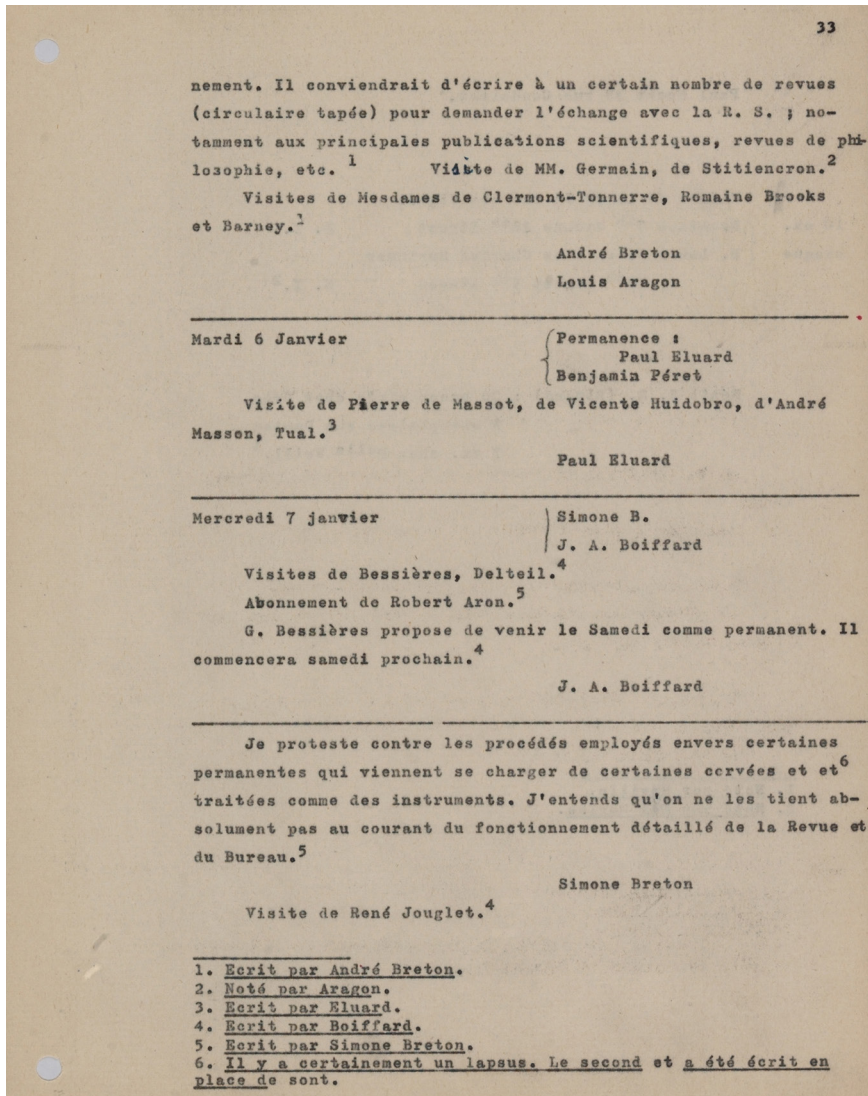 33
nement. Il conviendrait d'écrire à un certain nombre de revues
(circulaire tapée) pour demander l'échange avec la R. S. ; no-
tamment aux principales publications scientifiques, revues de phi-
losophie, etc. 1 Visite de MM. Germain, de Stitiencron.2
Visites de Mesdames de Clermont-Tonnerre, Romaine Brooks
et Barney.1
André Breton
Louis Aragon
Mardi 6 Janvier
Permanence :
Paul Eluard
Benjamin Péret
Visite de Pierre de Massot, de Vicente Huidobro, d'André
Masson, Tual.3
Paul Eluard
Mercredi 7 janvier
Simone B.
J. A. Boiffard
Visites de Bessières, Delteil.4
Abonnement de Robert Aron.5
G. Bessières propose de venir le Samedi comme permanent. Il
commencera samedi prochain.4
J. A. Boiffard
Je proteste contre les procédés employés envers certaines
permanentes qui viennent se charger de certaines corvées et et6
traitées comme des instruments. J'entends qu'on ne les tient ab-
solument pas au courant du fonctionnement détaillé de la Revue et
du Bureau.5
Simone Breton
Visite de René Jouglet.4
1. Ecrit par André Breton.
2. Noté par Aragon.
3. Ecrit par Eluard.
4. Ecrit par Boiffard.
5. Ecrit par Simone Breton.
6. Il y a certainement un lapsus. Le second et a été écrit en
place de sont.